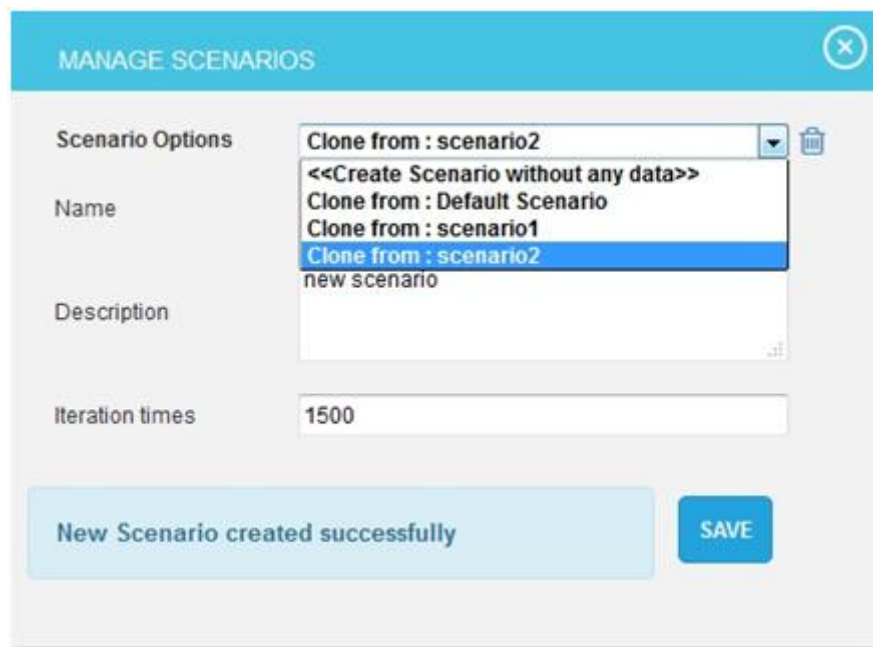 MANAGE SCENARIOS
Scenario Options
Clone from : scenario2
<<Create Scenario without any data>>
Clone from : Default Scenario
Clone from : scenario1
Clone from : scenario2
Name
new scenario
Description
Iteration times
1500
New Scenario created successfully
SAVE